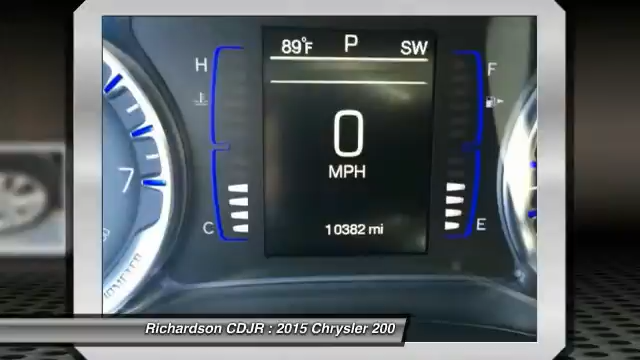 89°F P SW
H F
0
7 MPH
C 10382 mi E
Richardson CDJR : 2015 Chrysler 200